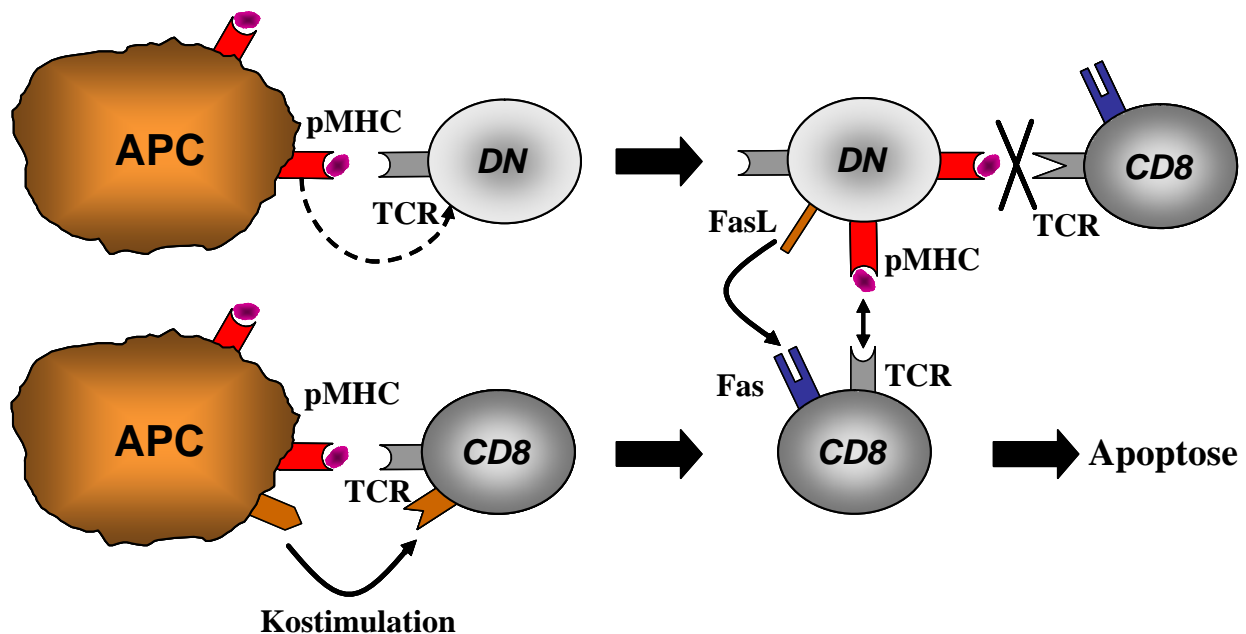 pMHC
APC
DN
TCR
DN
CD8
TCR
FasL
pMHC
pMHC
APC
CD8
TCR
Kostimulation
Fas
TCR
CD8
Apoptose